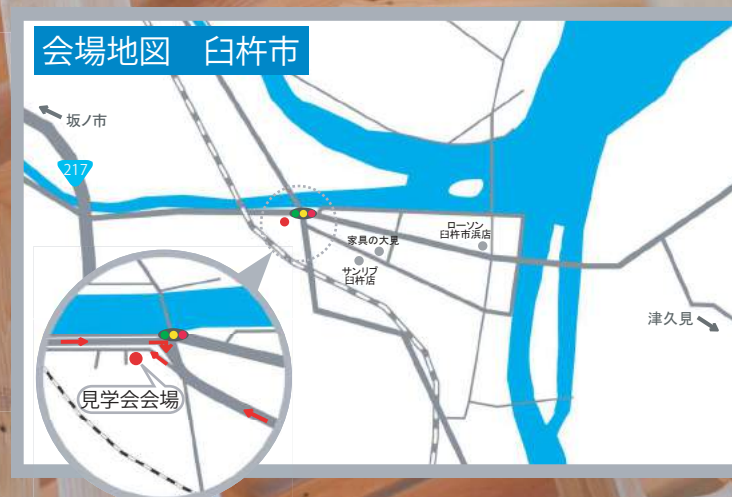 会場地図　臼杵市
坂ノ市
217
ローソン
臼杵市浜店
家具の大見
サンリブ
臼杵店
津久見
見学会会場